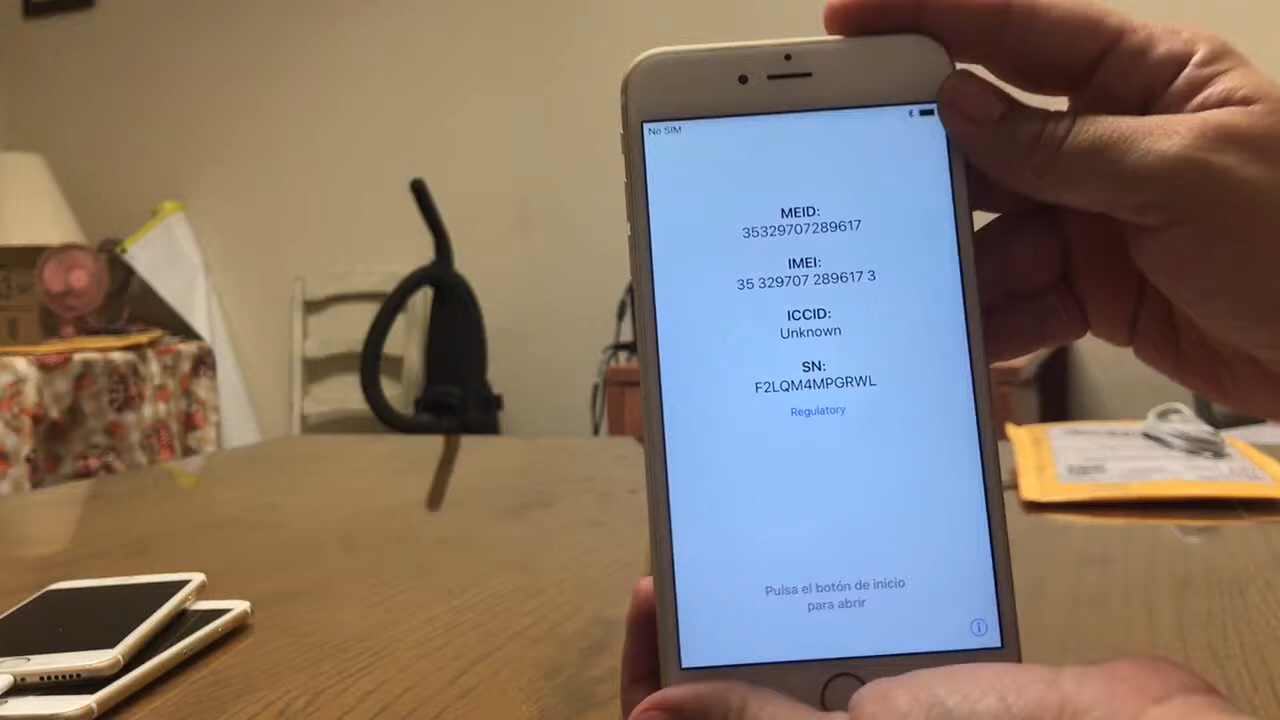 No SIM
MEID:
35329707289617
IMEI:
35 329707 289617 3
ICCID:
Unknown
SN:
F2LQM4MPGRWL
Regulatory
Pulsa el botón de inicio
para abrir